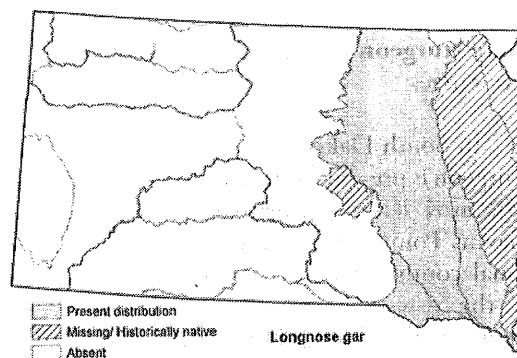 Present distribution
Missing/ Historically native
Absent
Longnose gar